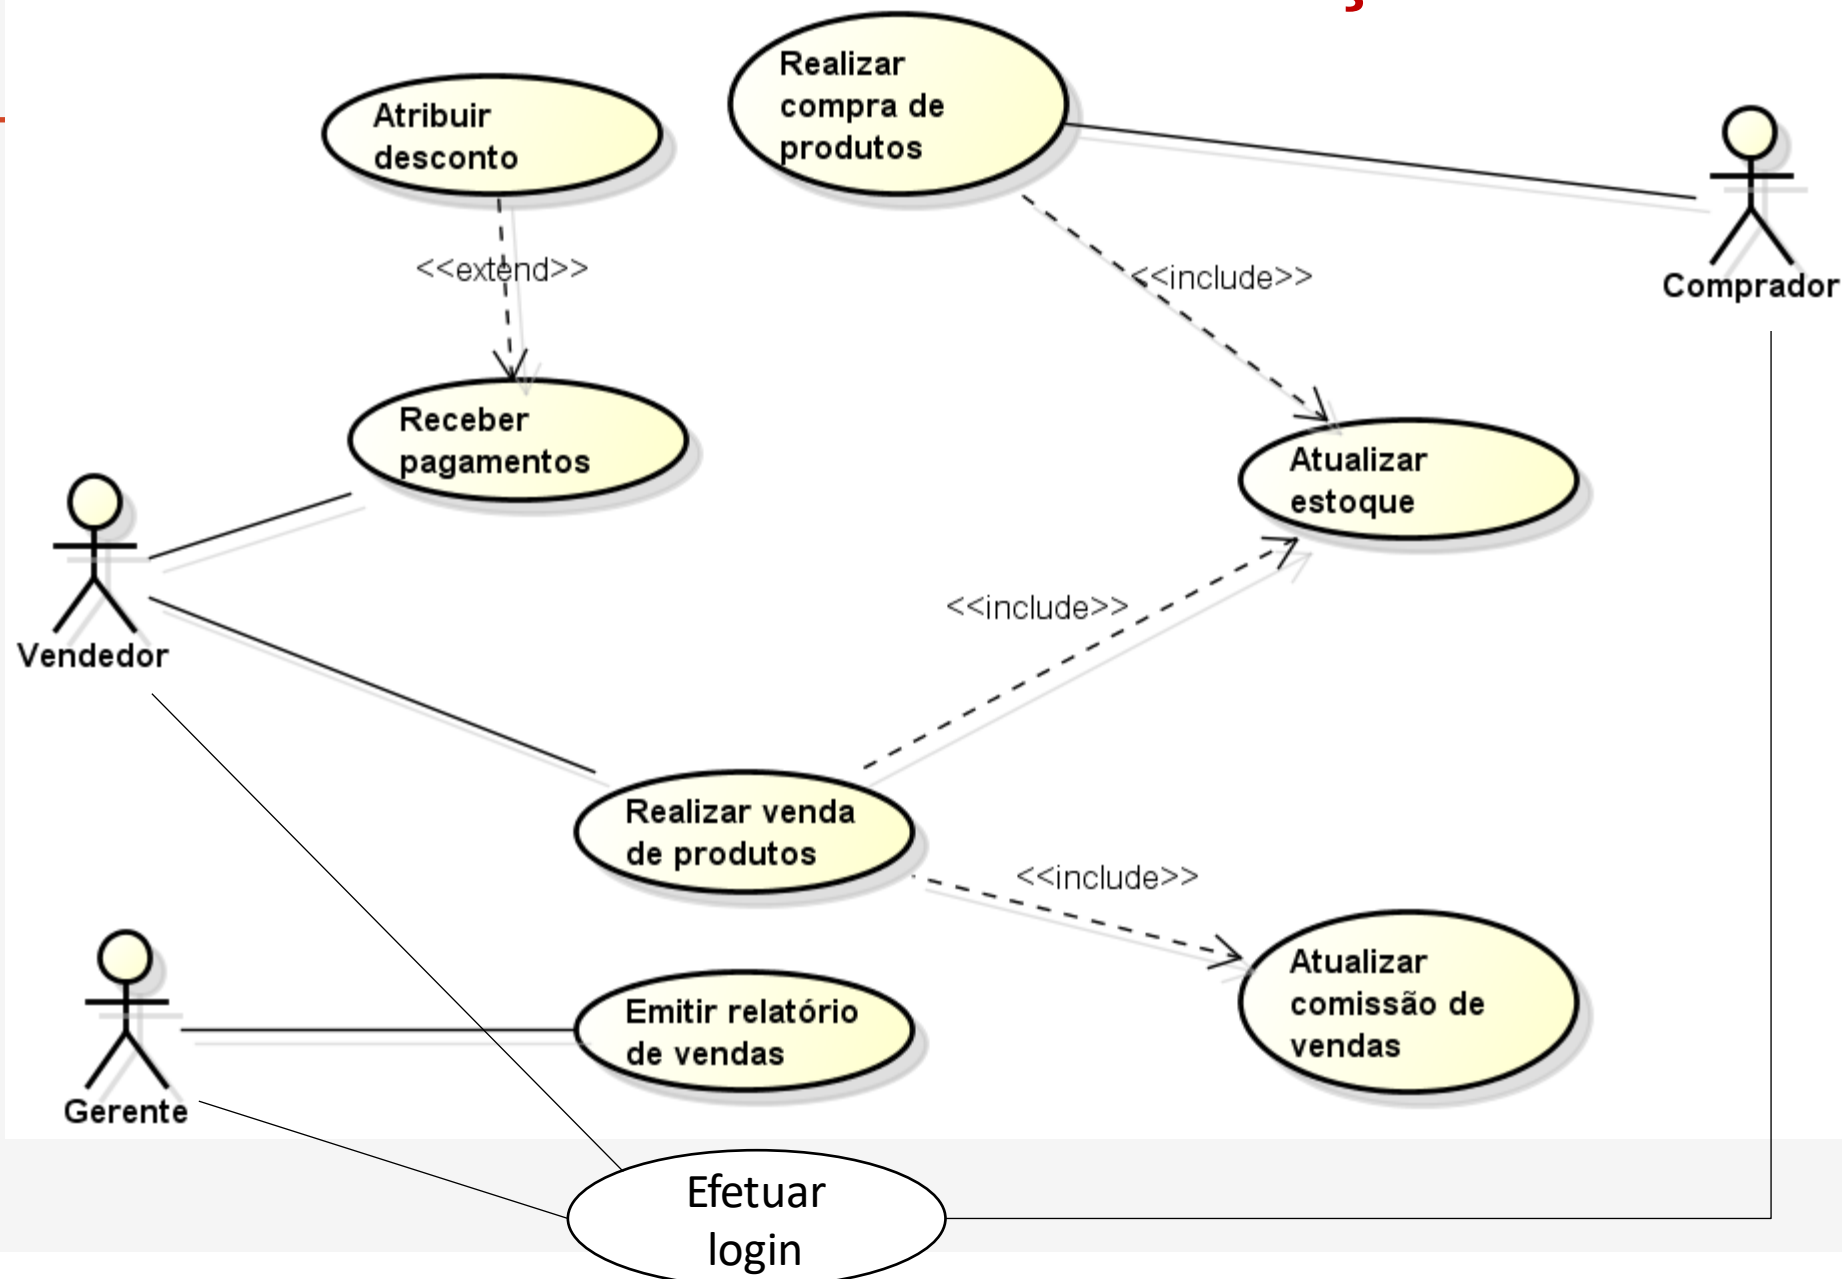 Realizar
compra de
produtos
Atribuir
desconto
<<extend>>
<<include>>
Comprador
Receber
pagamentos
Atualizar
estoque
<<include>>
Vendedor
Realizar venda
de produtos
<<include>>
Atualizar
comissão de
vendas
Emitir relatório
de vendas
Gerente
Efetuar
login